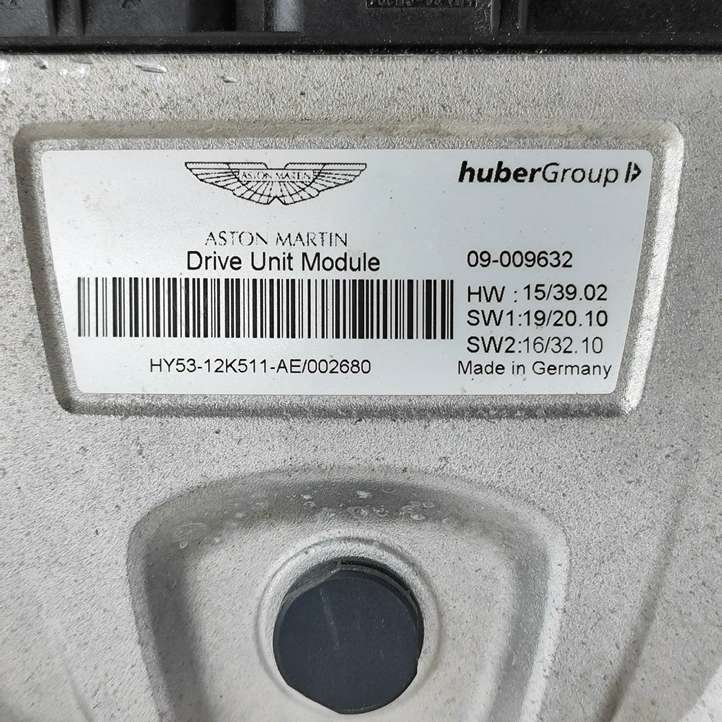 ASTON MARTIN
huberGroup
ASTON MARTIN
Drive Unit Module
09-009632
HW : 15/39.02
SW1:19/20.10
SW2:16/32.10
HY53-12K511-AE/002680
Made in Germany